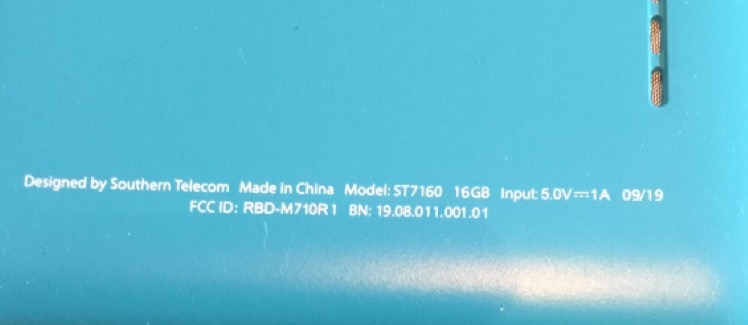 Designed by Southern Telecom Made in China Model: ST7160 16GB Input: 5.0V⎓1A 09/19
FCC ID: RBD-M710R1 BN: 19.08.011.001.01